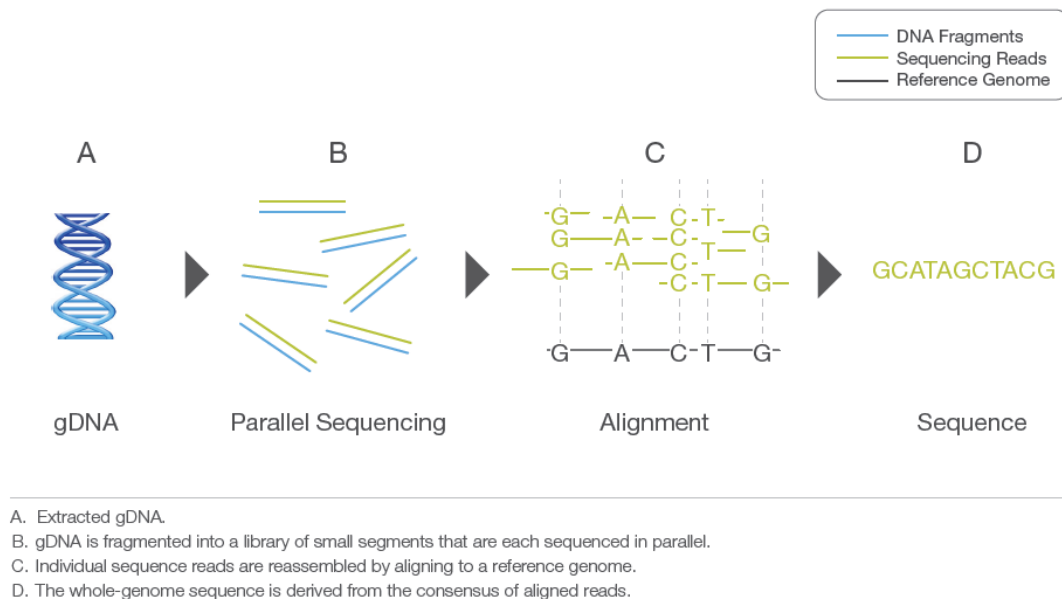 DNA Fragments
Sequencing Reads
Reference Genome
A B C D
G A C T
G A C T G
G A C
C T G
G A C T G
GCATAGCTACG
gDNA Parallel Sequencing Alignment Sequence
A. Extracted gDNA.
B. gDNA is fragmented into a library of small segments that are each sequenced in parallel.
C. Individual sequence reads are reassembled by aligning to a reference genome.
D. The whole-genome sequence is derived from the consensus of aligned reads.